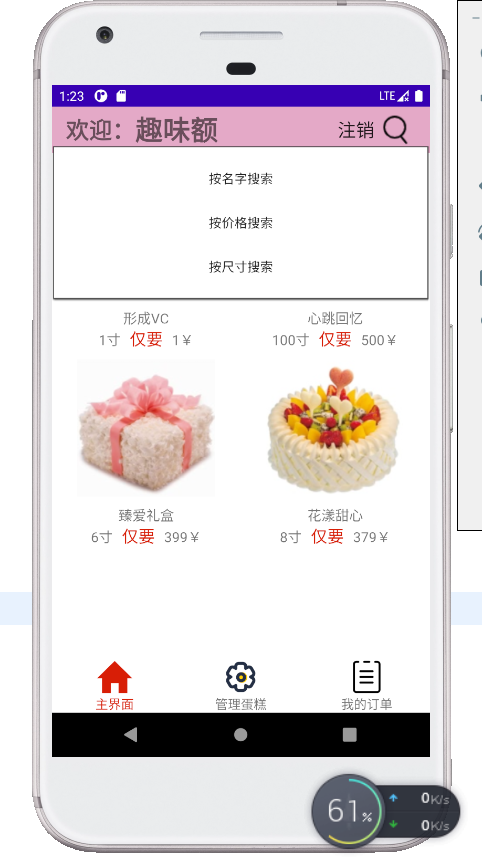 1:23 LTE
欢迎：趣味额 注销
按名字搜索
按价格搜索
按尺寸搜索
形成VC 心跳回忆
1寸 仅要 1￥ 100寸 仅要 500￥
臻爱礼盒 花漾甜心
6寸 仅要 399￥ 8寸 仅要 379￥
主界面 管理蛋糕 我的订单
61% 0K/s
0K/s